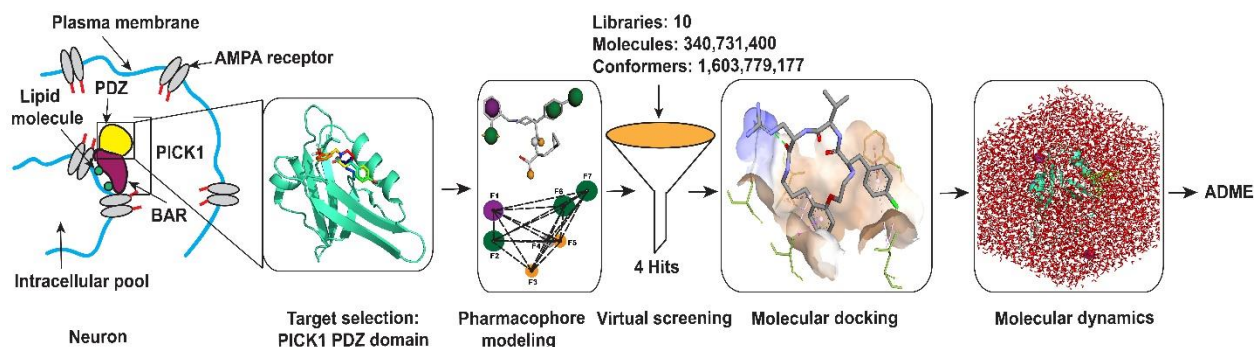 Plasma membrane
AMPA receptor
PDZ
Lipid
molecule
PICK1
BAR
Intracellular pool
Neuron
Target selection:
PICK1 PDZ domain
F7
F6
F1
F4
F5
F2
F3
Pharmacophore
modeling
Libraries: 10
Molecules: 340,731,400
Conformers: 1,603,779,177
4 Hits
Virtual screening
Molecular docking
Molecular dynamics
ADME